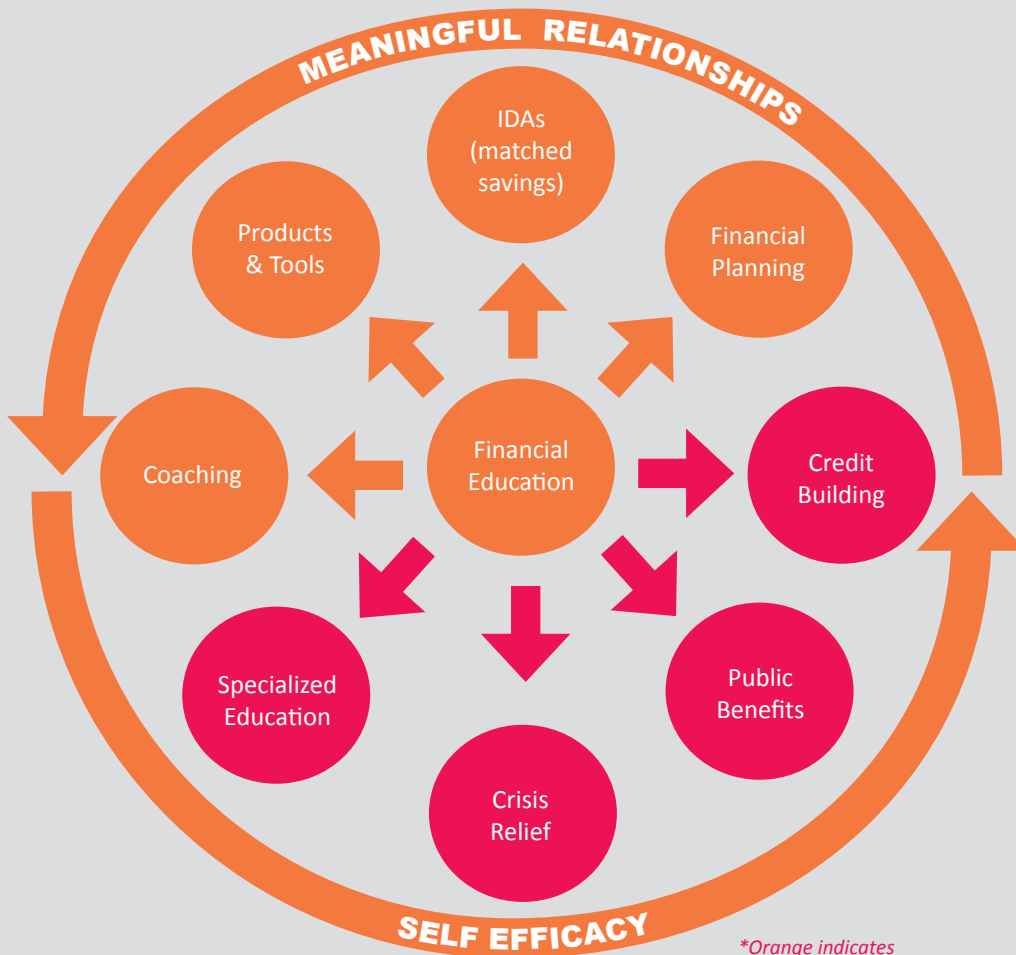 MEANINGFUL RELATIONSHIPS
IDAs
(matched
savings)
Products
& Tools
Financial
Planning
Coaching
Financial
Education
Credit
Building
Specialized
Education
Public
Benefits
Crisis
Relief
SELF EFFICACY
*Orange indicates